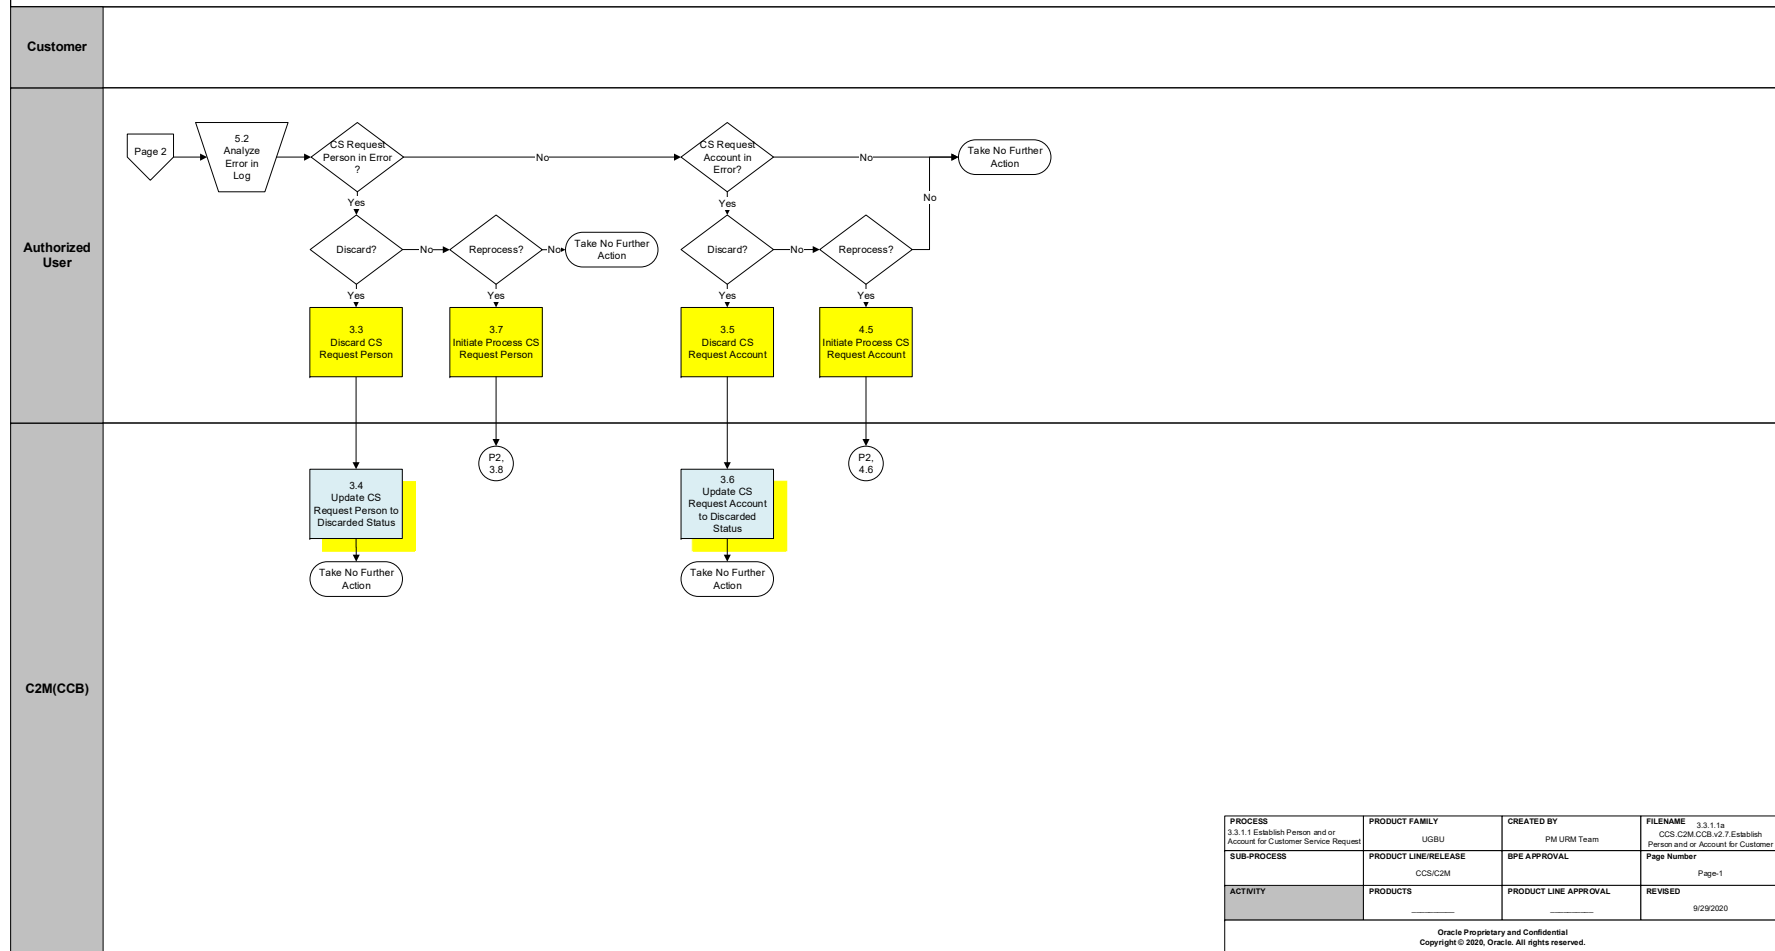 Customer
Authorized
User
C2M(CCB)
Page 2
5.2
Analyze
Error in
Log
CS Request
Person in Error
?
No
CS Request
Account in
Error?
No
Take No Further
Action
Yes
Yes
No
Discard?
No
Reprocess?
No
Take No Further
Action
Discard?
No
Reprocess?
Yes
Yes
Yes
Yes
3.3
Discard CS
Request Person
3.7
Initiate Process CS
Request Person
3.5
Discard CS
Request Account
4.5
Initiate Process CS
Request Account
P2,
3.8
P2,
4.6
3.4
Update CS
Request Person to
Discarded Status
3.6
Update CS
Request Account
to Discarded
Status
Take No Further
Action
Take No Further
Action
PROCESS
3.3.1.1 Establish Person and or
Account for Customer Service Request
PRODUCT FAMILY
UGBU
CREATED BY
PM URM Team
FILENAME 3.3.1.1a
CCS.C2M.CCB.v2.7.Establish
Person and or Account for Customer
SUB-PROCESS
PRODUCT LINE/RELEASE
CCS/C2M
BPE APPROVAL
Page Number
Page-1
ACTIVITY
PRODUCTS
___________
PRODUCT LINE APPROVAL
___________
REVISED
9/29/2020
Oracle Proprietary and Confidential
Copyright © 2020, Oracle. All rights reserved.